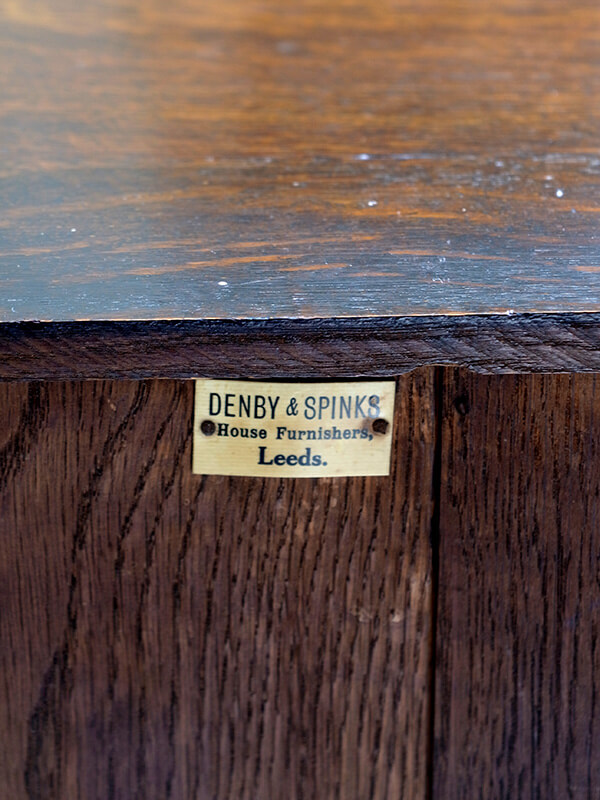 DENBY & SPINKS
House Furnishers,
Leeds.